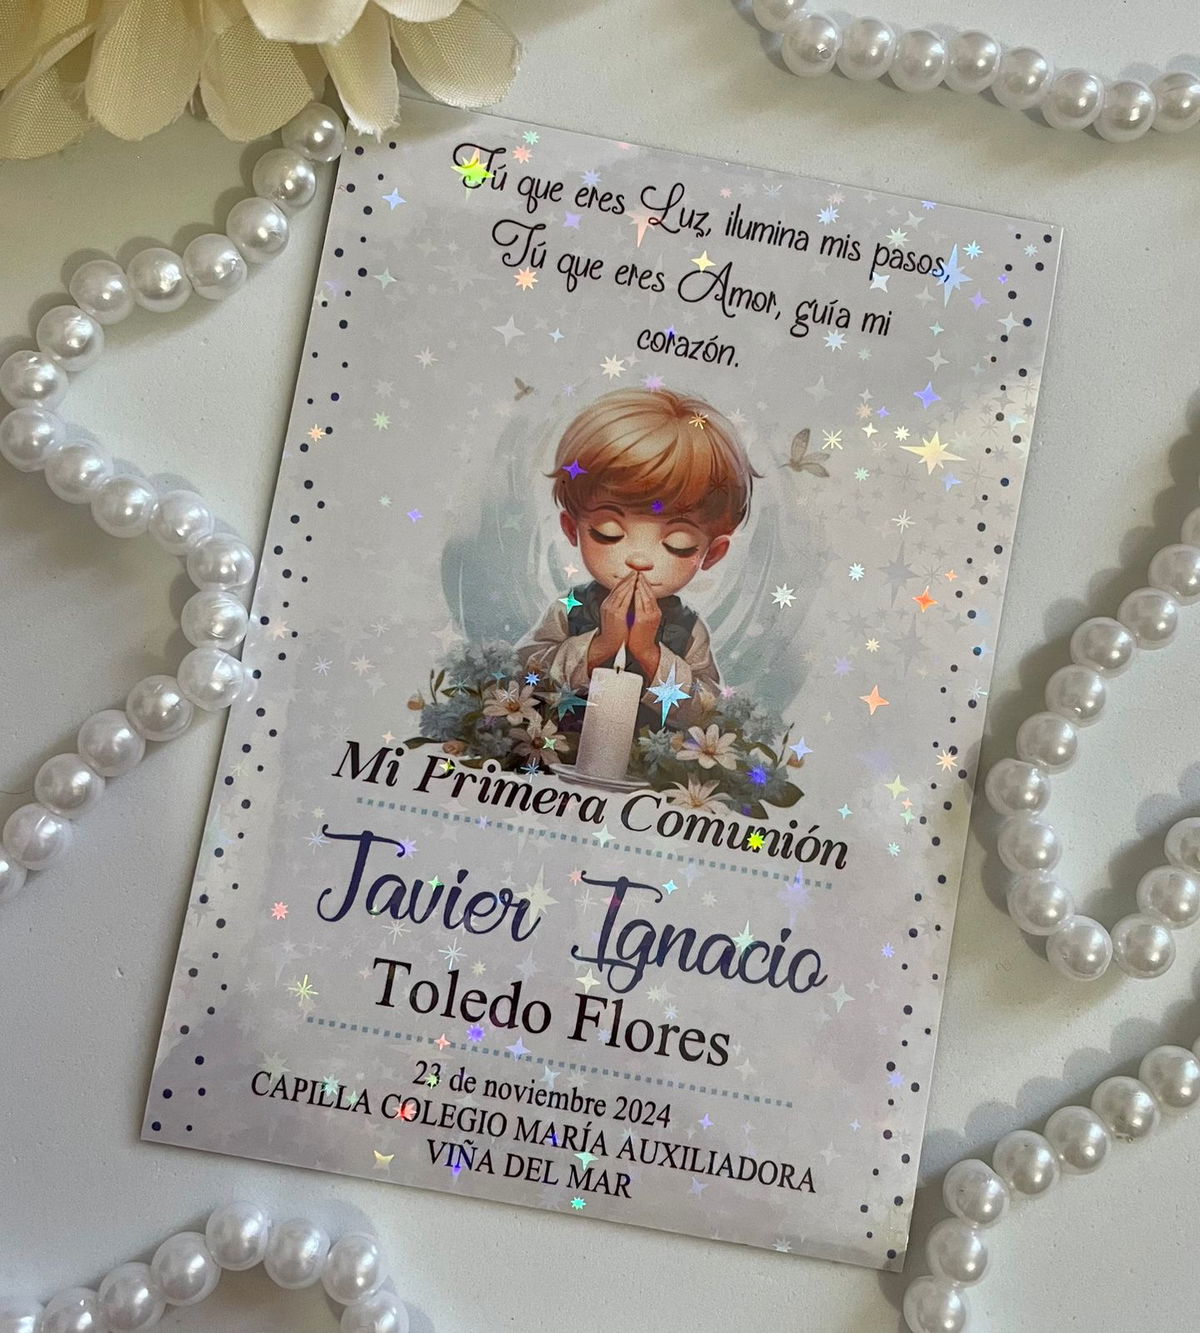 Tú que eres Luz, ilumina mis pasos,
Tú que eres Amor, guía mi
corazón.
Mi Primera Comunión
Javier Ignacio
Toledo Flores
23 de noviembre 2024
CAPILLA COLEGIO MARÍA AUXILIADORA
VIÑA DEL MAR